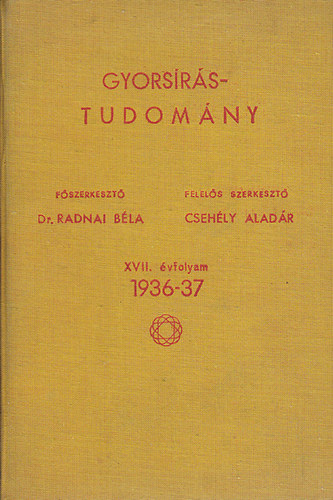 GYORSÍRÁS-
TUDOMÁNY
FŐSZERKESZTŐ
Dr. RADNAI BÉLA
FELELŐS SZERKESZTŐ
CSEHÉLY ALADÁR
XVII. évfolyam
1936-37